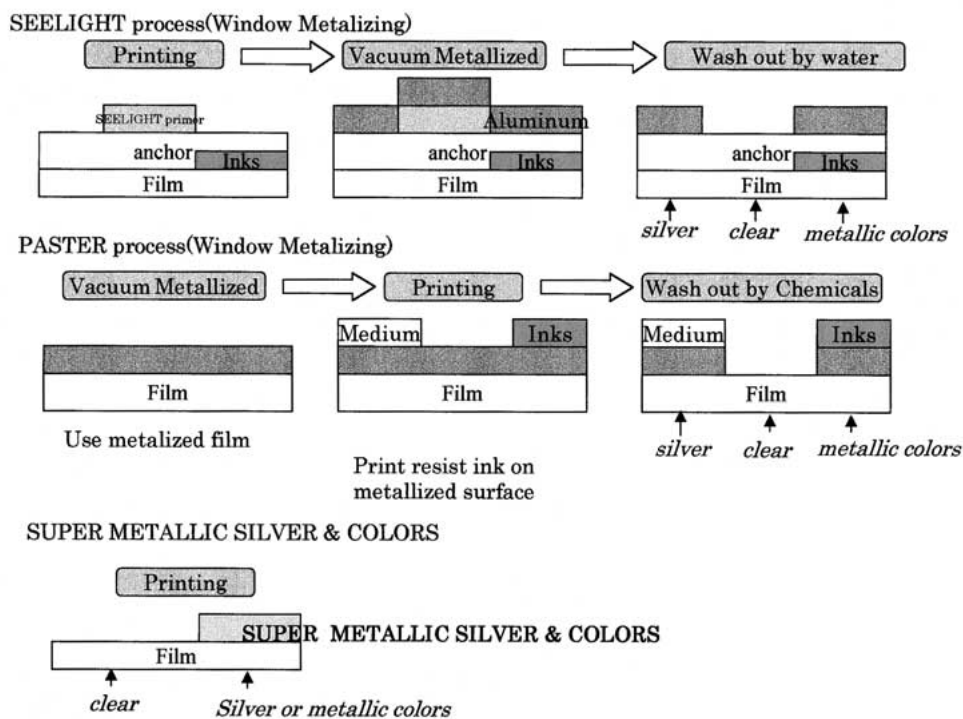 SEELIGHT process(Window Metalizing)
Printing
Vacuum Metallized
Wash out by water
SEELIGHT primer
anchor
Inks
Film
Aluminum
anchor
Inks
Film
anchor
Inks
Film
silver
clear
metallic colors
PASTER process(Window Metalizing)
Vacuum Metallized
Printing
Wash out by Chemicals
Film
Use metalized film
Medium
Inks
Film
Print resist ink on
metallized surface
Medium
Inks
Film
silver
clear
metallic colors
SUPER METALLIC SILVER & COLORS
Printing
SUPER METALLIC SILVER & COLORS
Film
clear
Silver or metallic colors